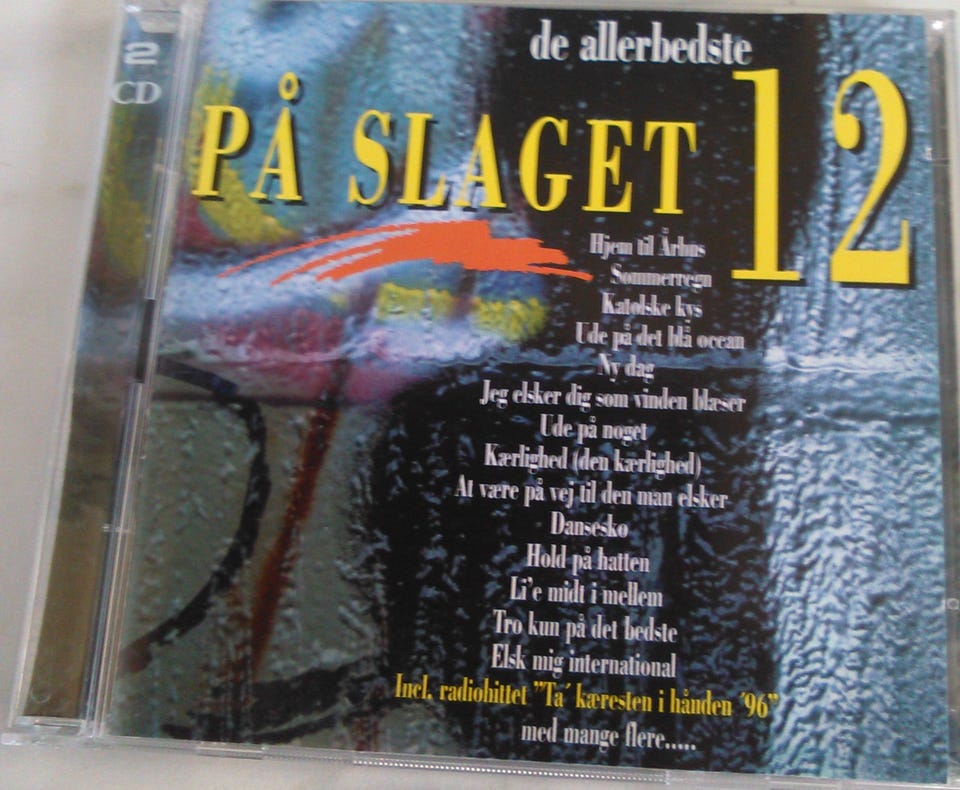 2
CD
de allerbedste
PÅ SLAGET 12
Hjem til Århus
Sommerregn
Katolske kys
Ude på det blå ocean
Ny dag
Jeg elsker dig som vinden blæser
Ude på noget
Kærlighed (den kærlighed)
At være på vej til den man elsker
Dansesko
Hold på hatten
Li'e midt i mellem
Tro kun på det bedste
Elsk mig international
Incl. radiohittet "Ta´ kæresten i hånden ´96"
med mange flere.....